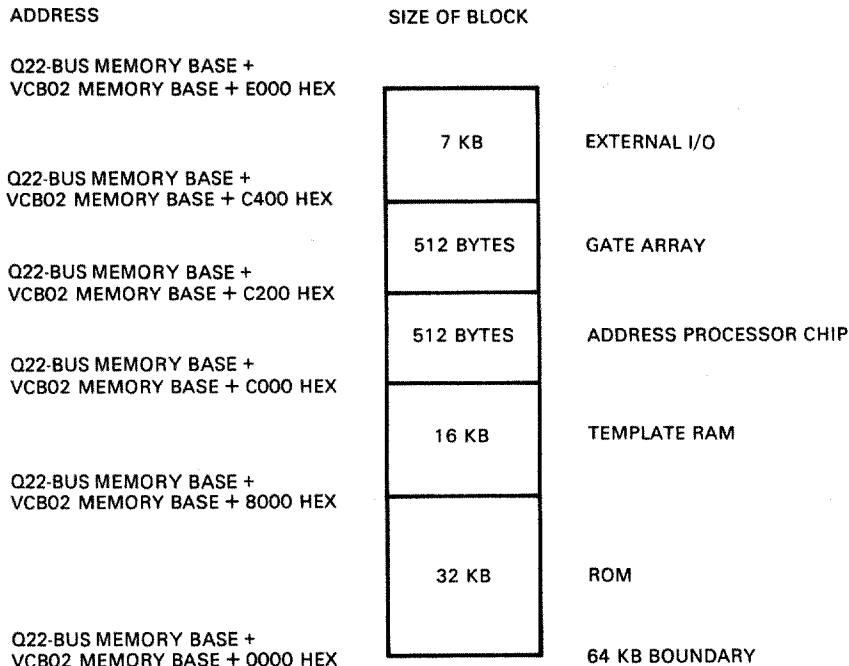 ADDRESS SIZE OF BLOCK
Q22-BUS MEMORY BASE +
VCB02 MEMORY BASE + E000 HEX
7 KB EXTERNAL I/O
Q22-BUS MEMORY BASE +
VCB02 MEMORY BASE + C400 HEX
512 BYTES GATE ARRAY
Q22-BUS MEMORY BASE +
VCB02 MEMORY BASE + C200 HEX
512 BYTES ADDRESS PROCESSOR CHIP
Q22-BUS MEMORY BASE +
VCB02 MEMORY BASE + C000 HEX
16 KB TEMPLATE RAM
Q22-BUS MEMORY BASE +
VCB02 MEMORY BASE + 8000 HEX
32 KB ROM
Q22-BUS MEMORY BASE +
VCB02 MEMORY BASE + 0000 HEX 64 KB BOUNDARY